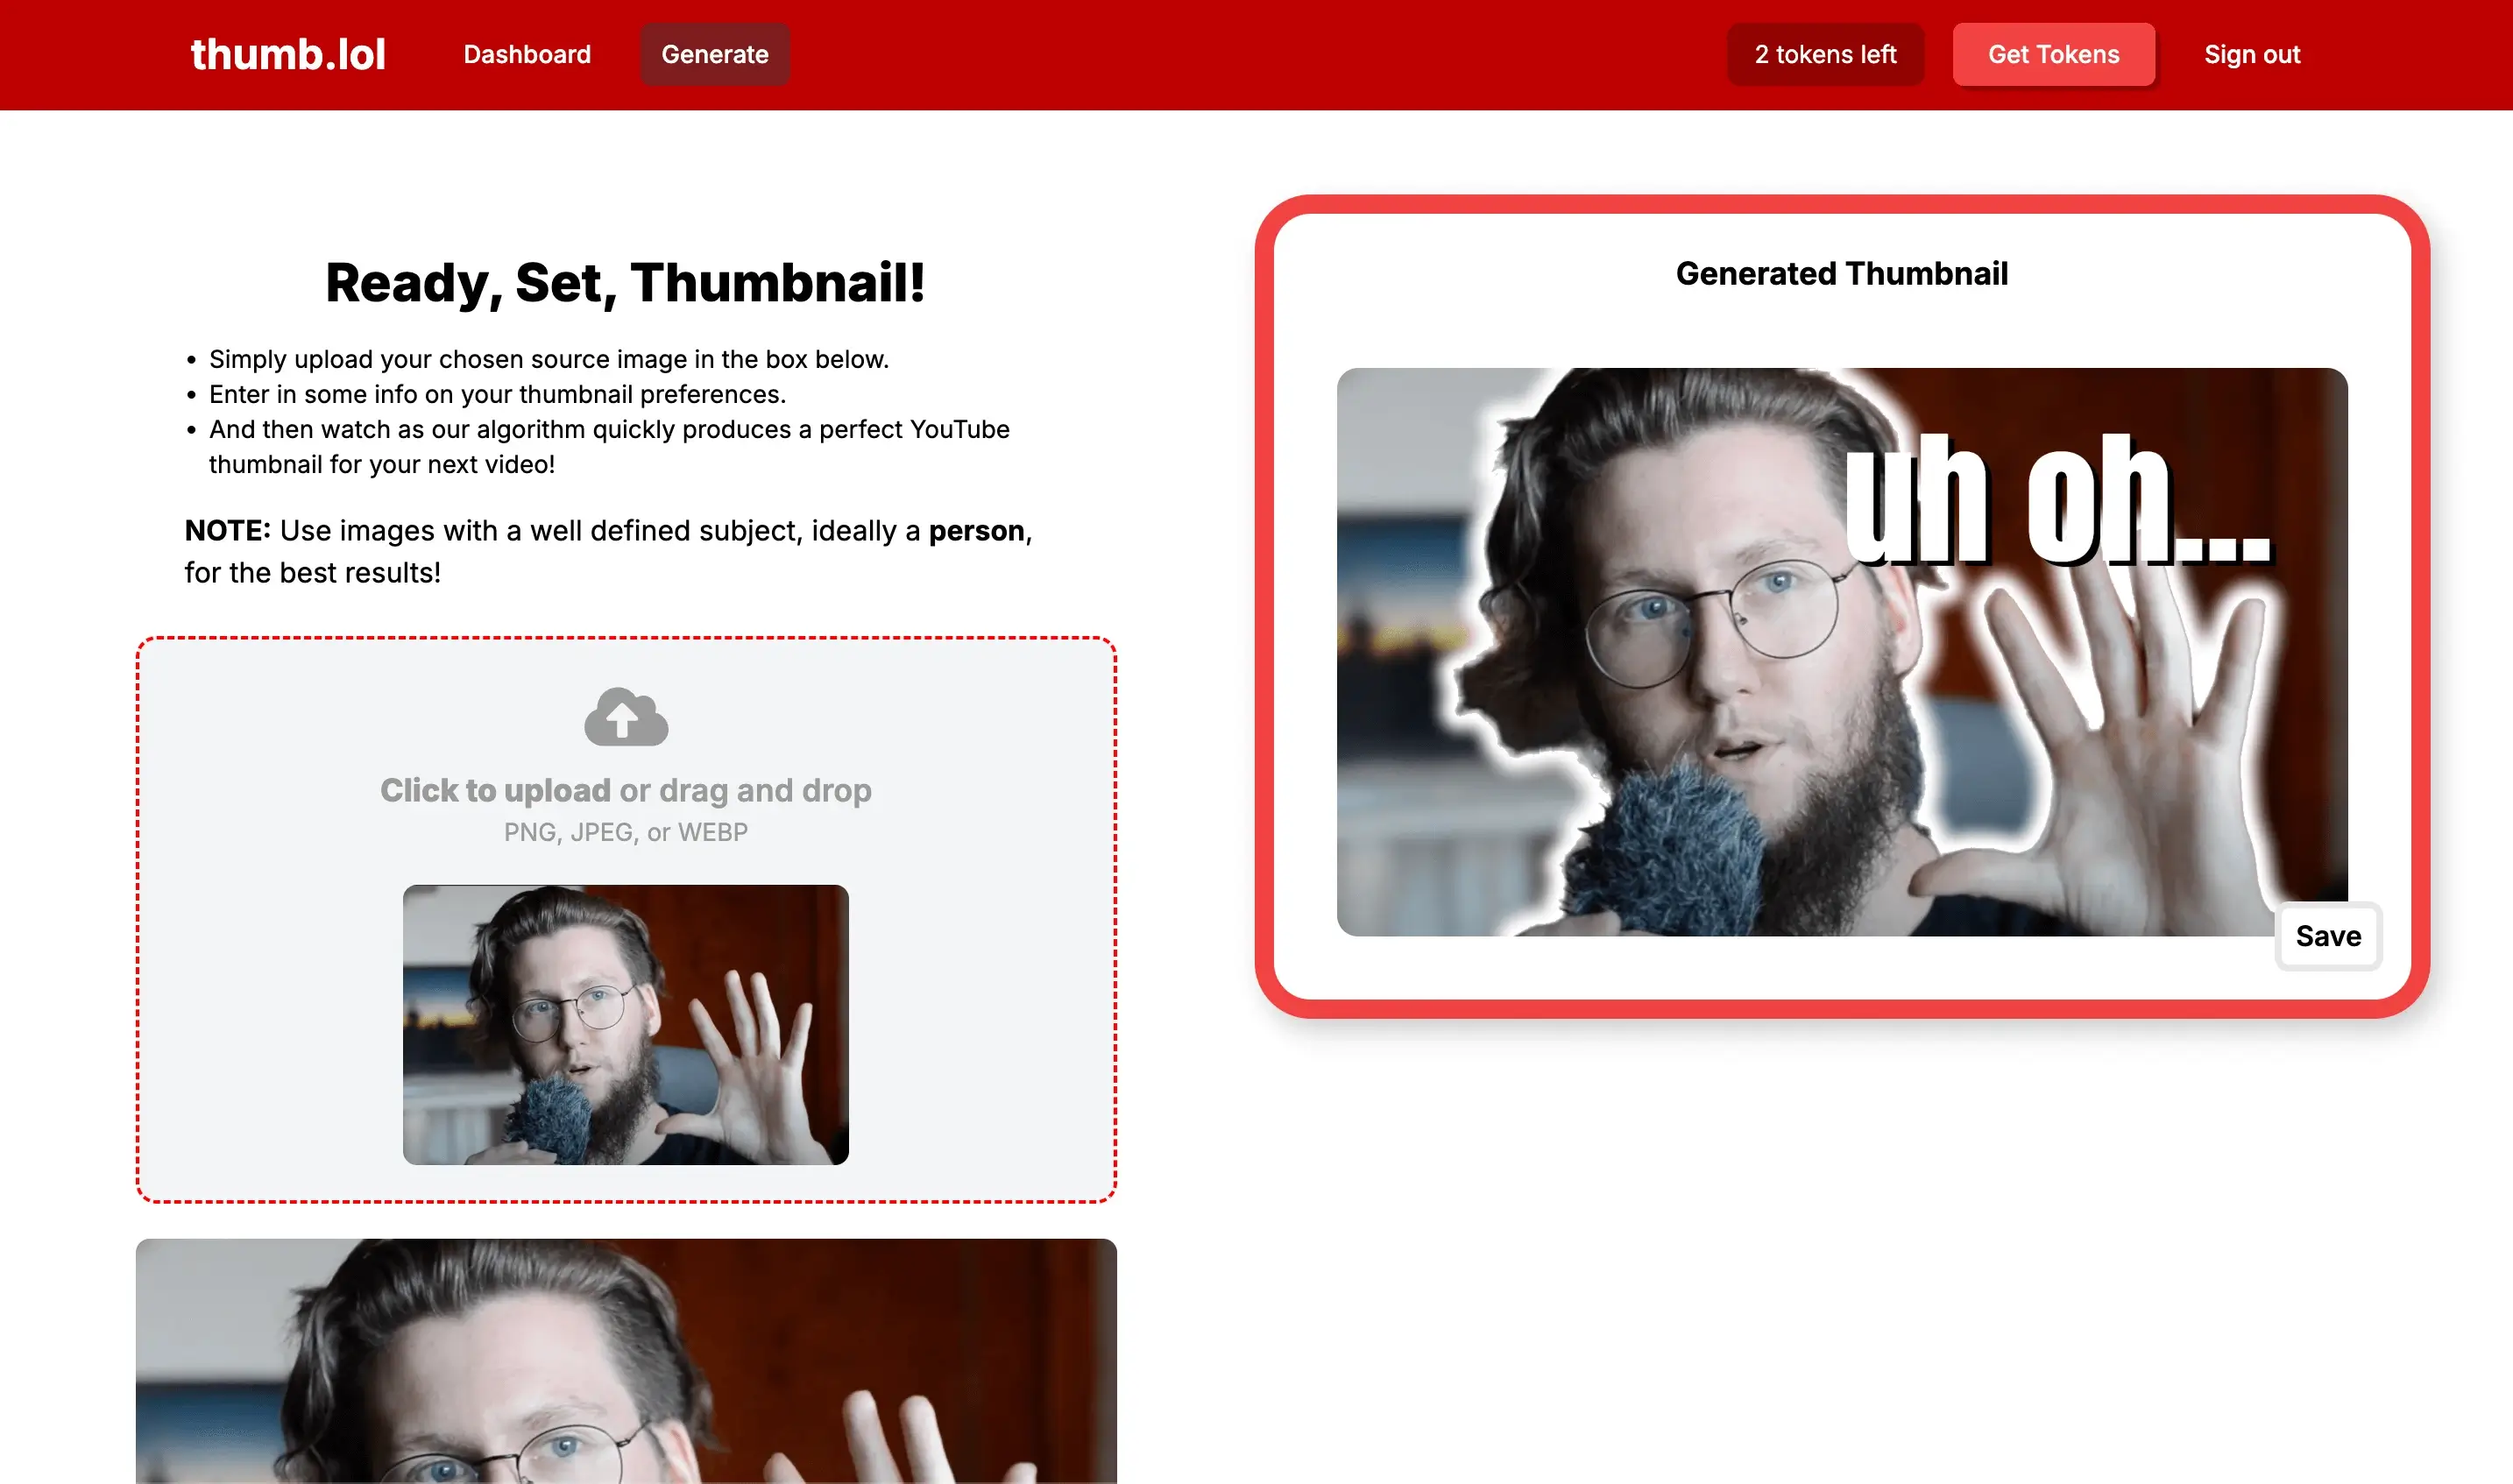 thumb.lol Dashboard Generate 2 tokens left Get Tokens Sign out
Ready, Set, Thumbnail!
• Simply upload your chosen source image in the box below.
• Enter in some info on your thumbnail preferences.
• And then watch as our algorithm quickly produces a perfect YouTube
thumbnail for your next video!
NOTE: Use images with a well defined subject, ideally a person,
for the best results!
Click to upload or drag and drop
PNG, JPEG, or WEBP
Generated Thumbnail
uh oh...
Save